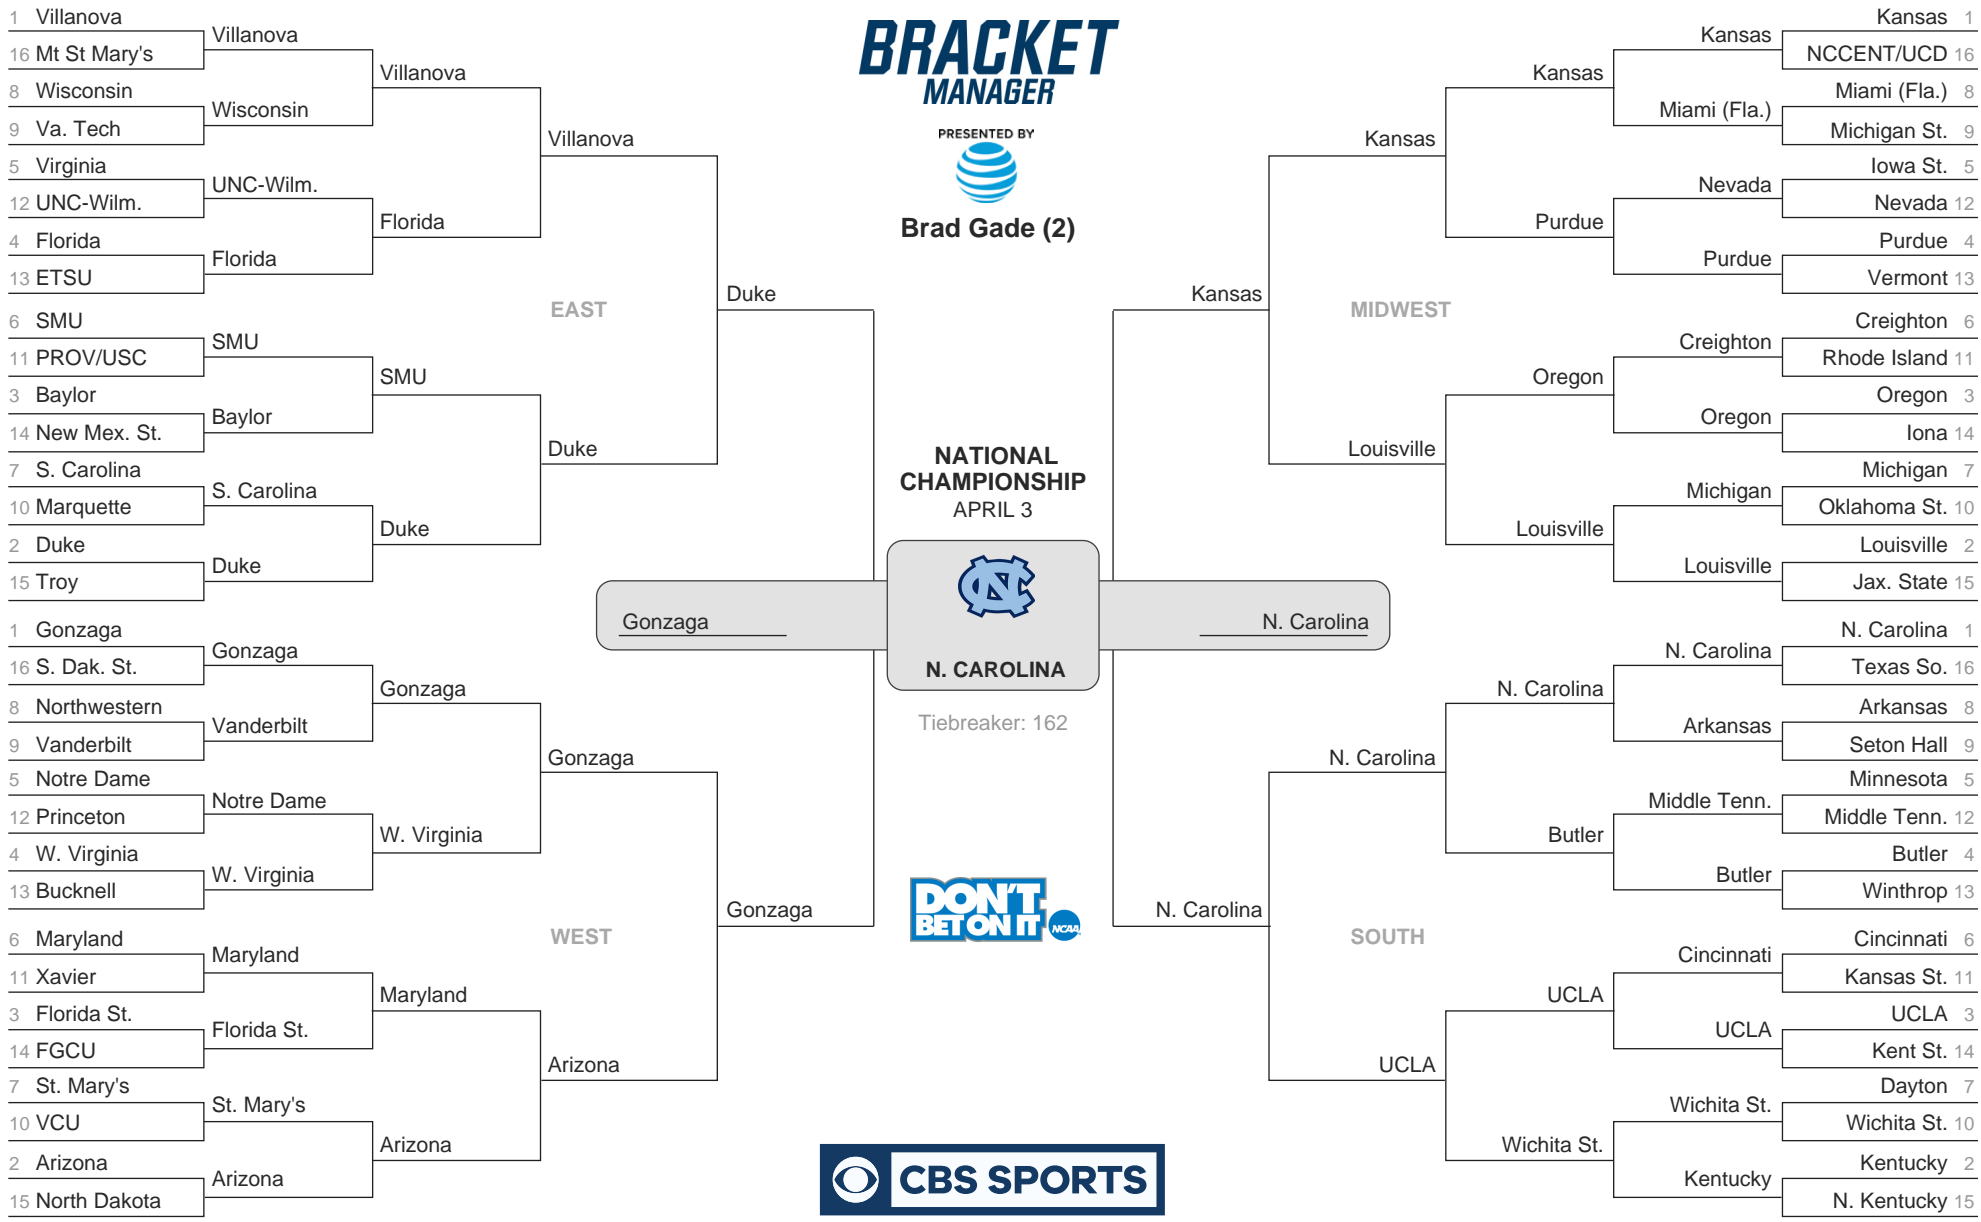 BRACKET
MANAGER
PRESENTED BY
Brad Gade (2)
1 Villanova
16 Mt St Mary's
8 Wisconsin
9 Va. Tech
5 Virginia
12 UNC-Wilm.
4 Florida
13 ETSU
6 SMU
11 PROV/USC
3 Baylor
14 New Mex. St.
7 S. Carolina
10 Marquette
2 Duke
15 Troy
Villanova
Wisconsin
UNC-Wilm.
Florida
SMU
Baylor
S. Carolina
Duke
Villanova
Florida
SMU
Duke
Villanova
Duke
EAST
Duke
1 Gonzaga
16 S. Dak. St.
8 Northwestern
9 Vanderbilt
5 Notre Dame
12 Princeton
4 W. Virginia
13 Bucknell
6 Maryland
11 Xavier
3 Florida St.
14 FGCU
7 St. Mary's
10 VCU
2 Arizona
15 North Dakota
Gonzaga
Vanderbilt
Notre Dame
W. Virginia
Maryland
Florida St.
St. Mary's
Arizona
Gonzaga
W. Virginia
Maryland
Arizona
Gonzaga
Arizona
WEST
Gonzaga
NATIONAL
CHAMPIONSHIP
APRIL 3
NC
Gonzaga
N. Carolina
N. CAROLINA
Tiebreaker: 162
DON'T
BET ON IT
NCAA
CBS SPORTS
Kansas 1
NCCENT/UCD 16
Miami (Fla.) 8
Michigan St. 9
Iowa St. 5
Nevada 12
Purdue 4
Vermont 13
Creighton 6
Rhode Island 11
Oregon 3
Iona 14
Michigan 7
Oklahoma St. 10
Louisville 2
Jax. State 15
Kansas
Miami (Fla.)
Nevada
Purdue
Creighton
Oregon
Michigan
Louisville
Kansas
Purdue
Oregon
Louisville
Kansas
Louisville
MIDWEST
Kansas
N. Carolina 1
Texas So. 16
Arkansas 8
Seton Hall 9
Minnesota 5
Middle Tenn. 12
Butler 4
Winthrop 13
Cincinnati 6
Kansas St. 11
UCLA 3
Kent St. 14
Dayton 7
Wichita St. 10
Kentucky 2
N. Kentucky 15
N. Carolina
Arkansas
Middle Tenn.
Butler
Cincinnati
UCLA
Wichita St.
Kentucky
N. Carolina
Butler
UCLA
Wichita St.
N. Carolina
UCLA
SOUTH
N. Carolina